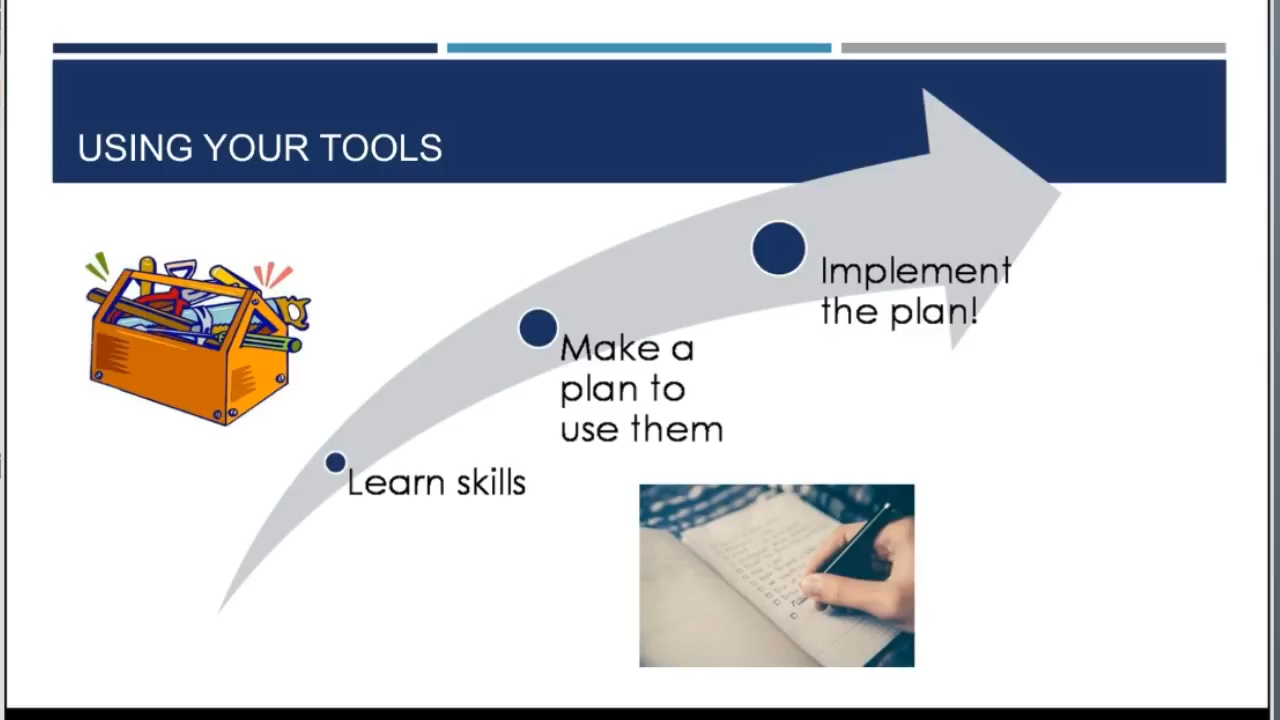 USING YOUR TOOLS
Implement
the plan!
Make a
plan to
use them
Learn skills